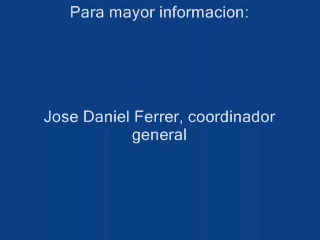 Para mayor informacion:
Jose Daniel Ferrer, coordinador
general